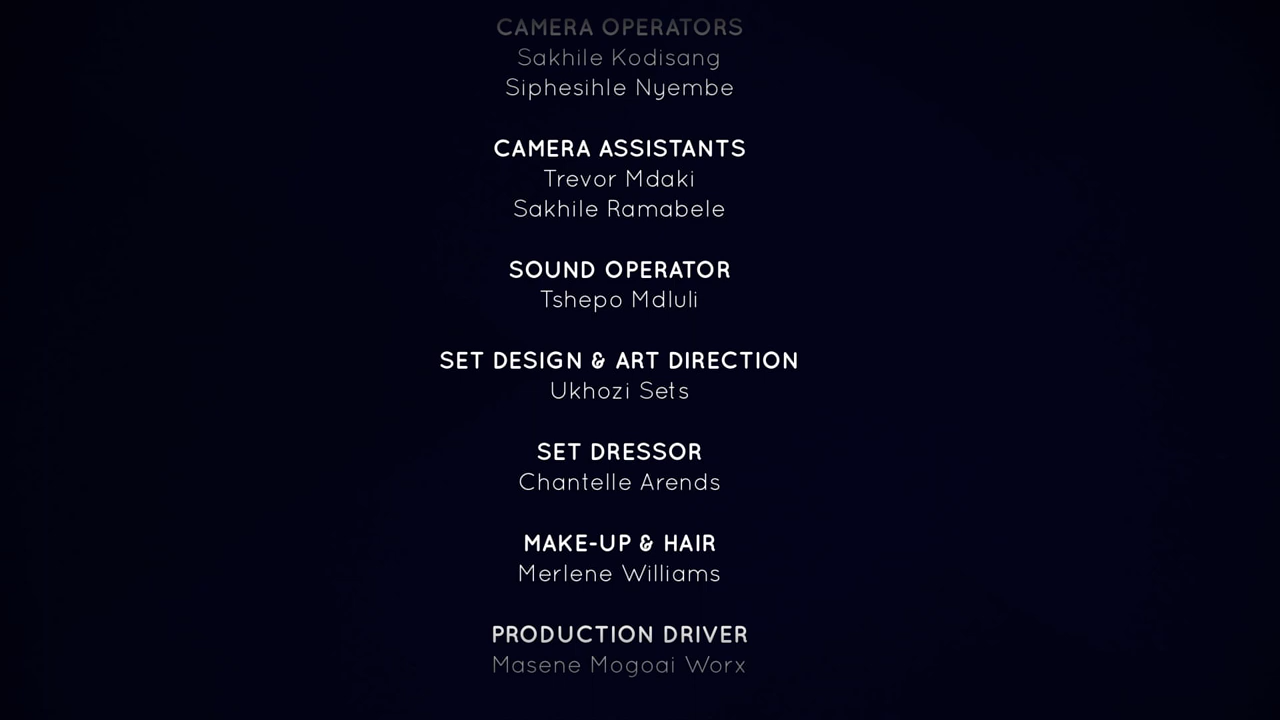 CAMERA OPERATORS
Sakhile Kodisang
Siphesihle Nyembe
CAMERA ASSISTANTS
Trevor Mdaki
Sakhile Ramabele
SOUND OPERATOR
Tshepo Mdluli
SET DESIGN & ART DIRECTION
Ukhozi Sets
SET DRESSOR
Chantelle Arends
MAKE-UP & HAIR
Merlene Williams
PRODUCTION DRIVER
Masene Mogoai Worx